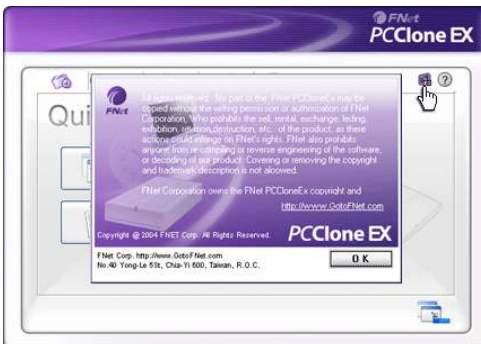 FNet
PCClone EX
Qui
FNet
All rights reserved. No part of the FNet PCCloneEx may be
copied without the writing permission or authorization of FNet
Corporation, Who prohibits the sell, rental, exchange, leding,
exhibition, revision,destruction, etc. of the product, as there
actions could infringe on FNet's rights. FNet also prohibits
anyone from re-compiling or reverse engineering of the software,
or decoding of our product. Covering or removing the copyright
and trademark description is not aloowed.
FNet Corporation owns the FNet PCCloneEx copyright and
http://www.GotoFNet.com
Copyright @ 2004 FNET Corp. All Rights Reserved.
PCClone EX
FNet Corp. http://www.GotoFNet.com
No.40 Yong-Le 5St, Chia-Yi 600, Taiwan, R.O.C.
OK